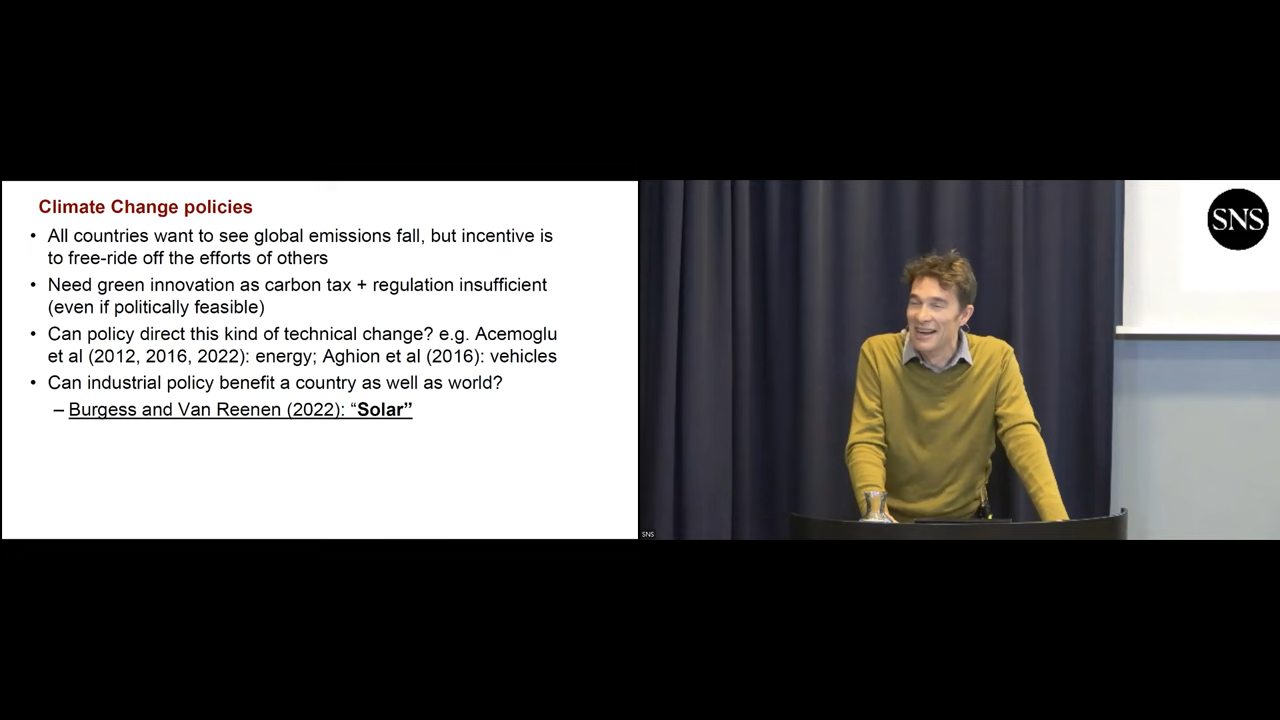 Climate Change policies
• All countries want to see global emissions fall, but incentive is
to free-ride off the efforts of others
• Need green innovation as carbon tax + regulation insufficient
(even if politically feasible)
• Can policy direct this kind of technical change? e.g. Acemoglu
et al (2012, 2016, 2022): energy; Aghion et al (2016): vehicles
• Can industrial policy benefit a country as well as world?
– Burgess and Van Reenen (2022): “Solar”
SNS
SNS